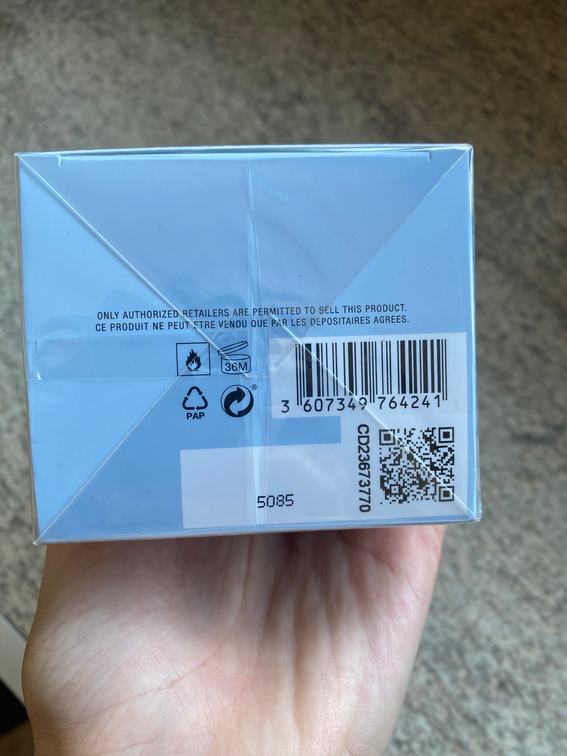 ONLY AUTHORIZED RETAILERS ARE PERMITTED TO SELL THIS PRODUCT.
CE PRODUIT NE PEUT ETRE VENDU QUE PAR LES DEPOSITAIRES AGREES.
36M
PAP
®
3 607349 764241
CD23673770
5085